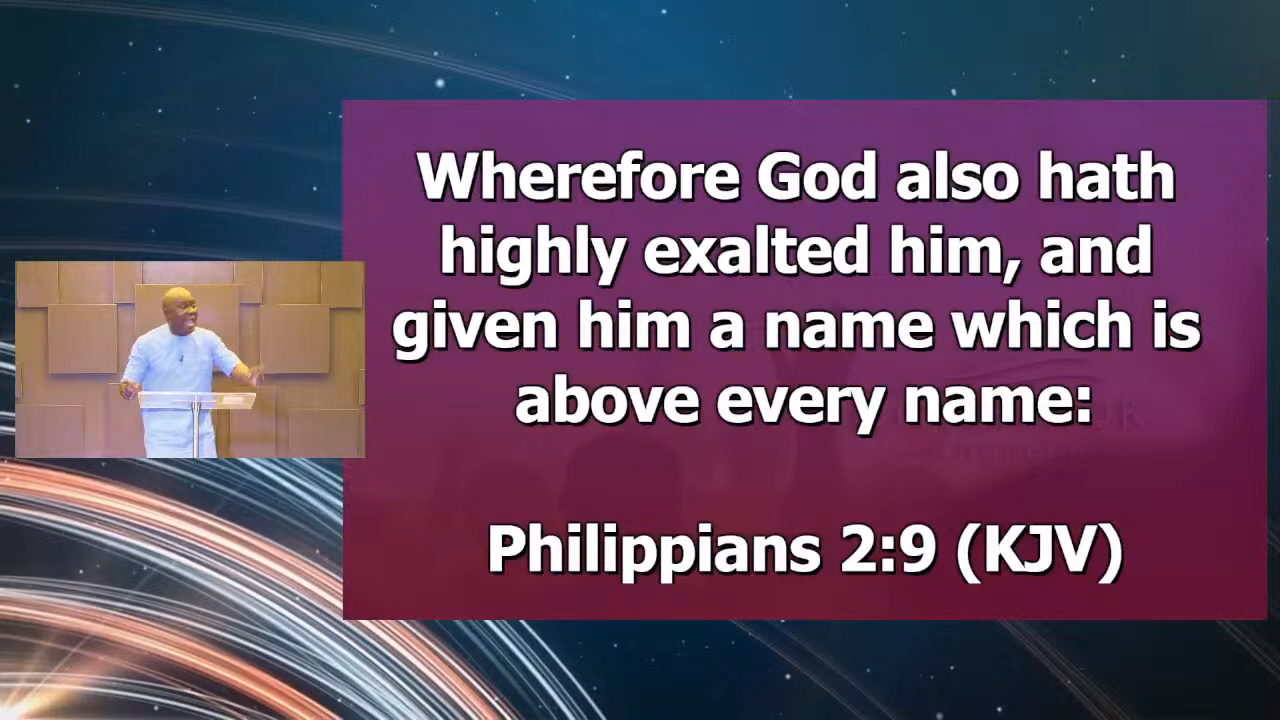 Wherefore God also hath
highly exalted him, and
given him a name which is
above every name:
Philippians 2:9 (KJV)